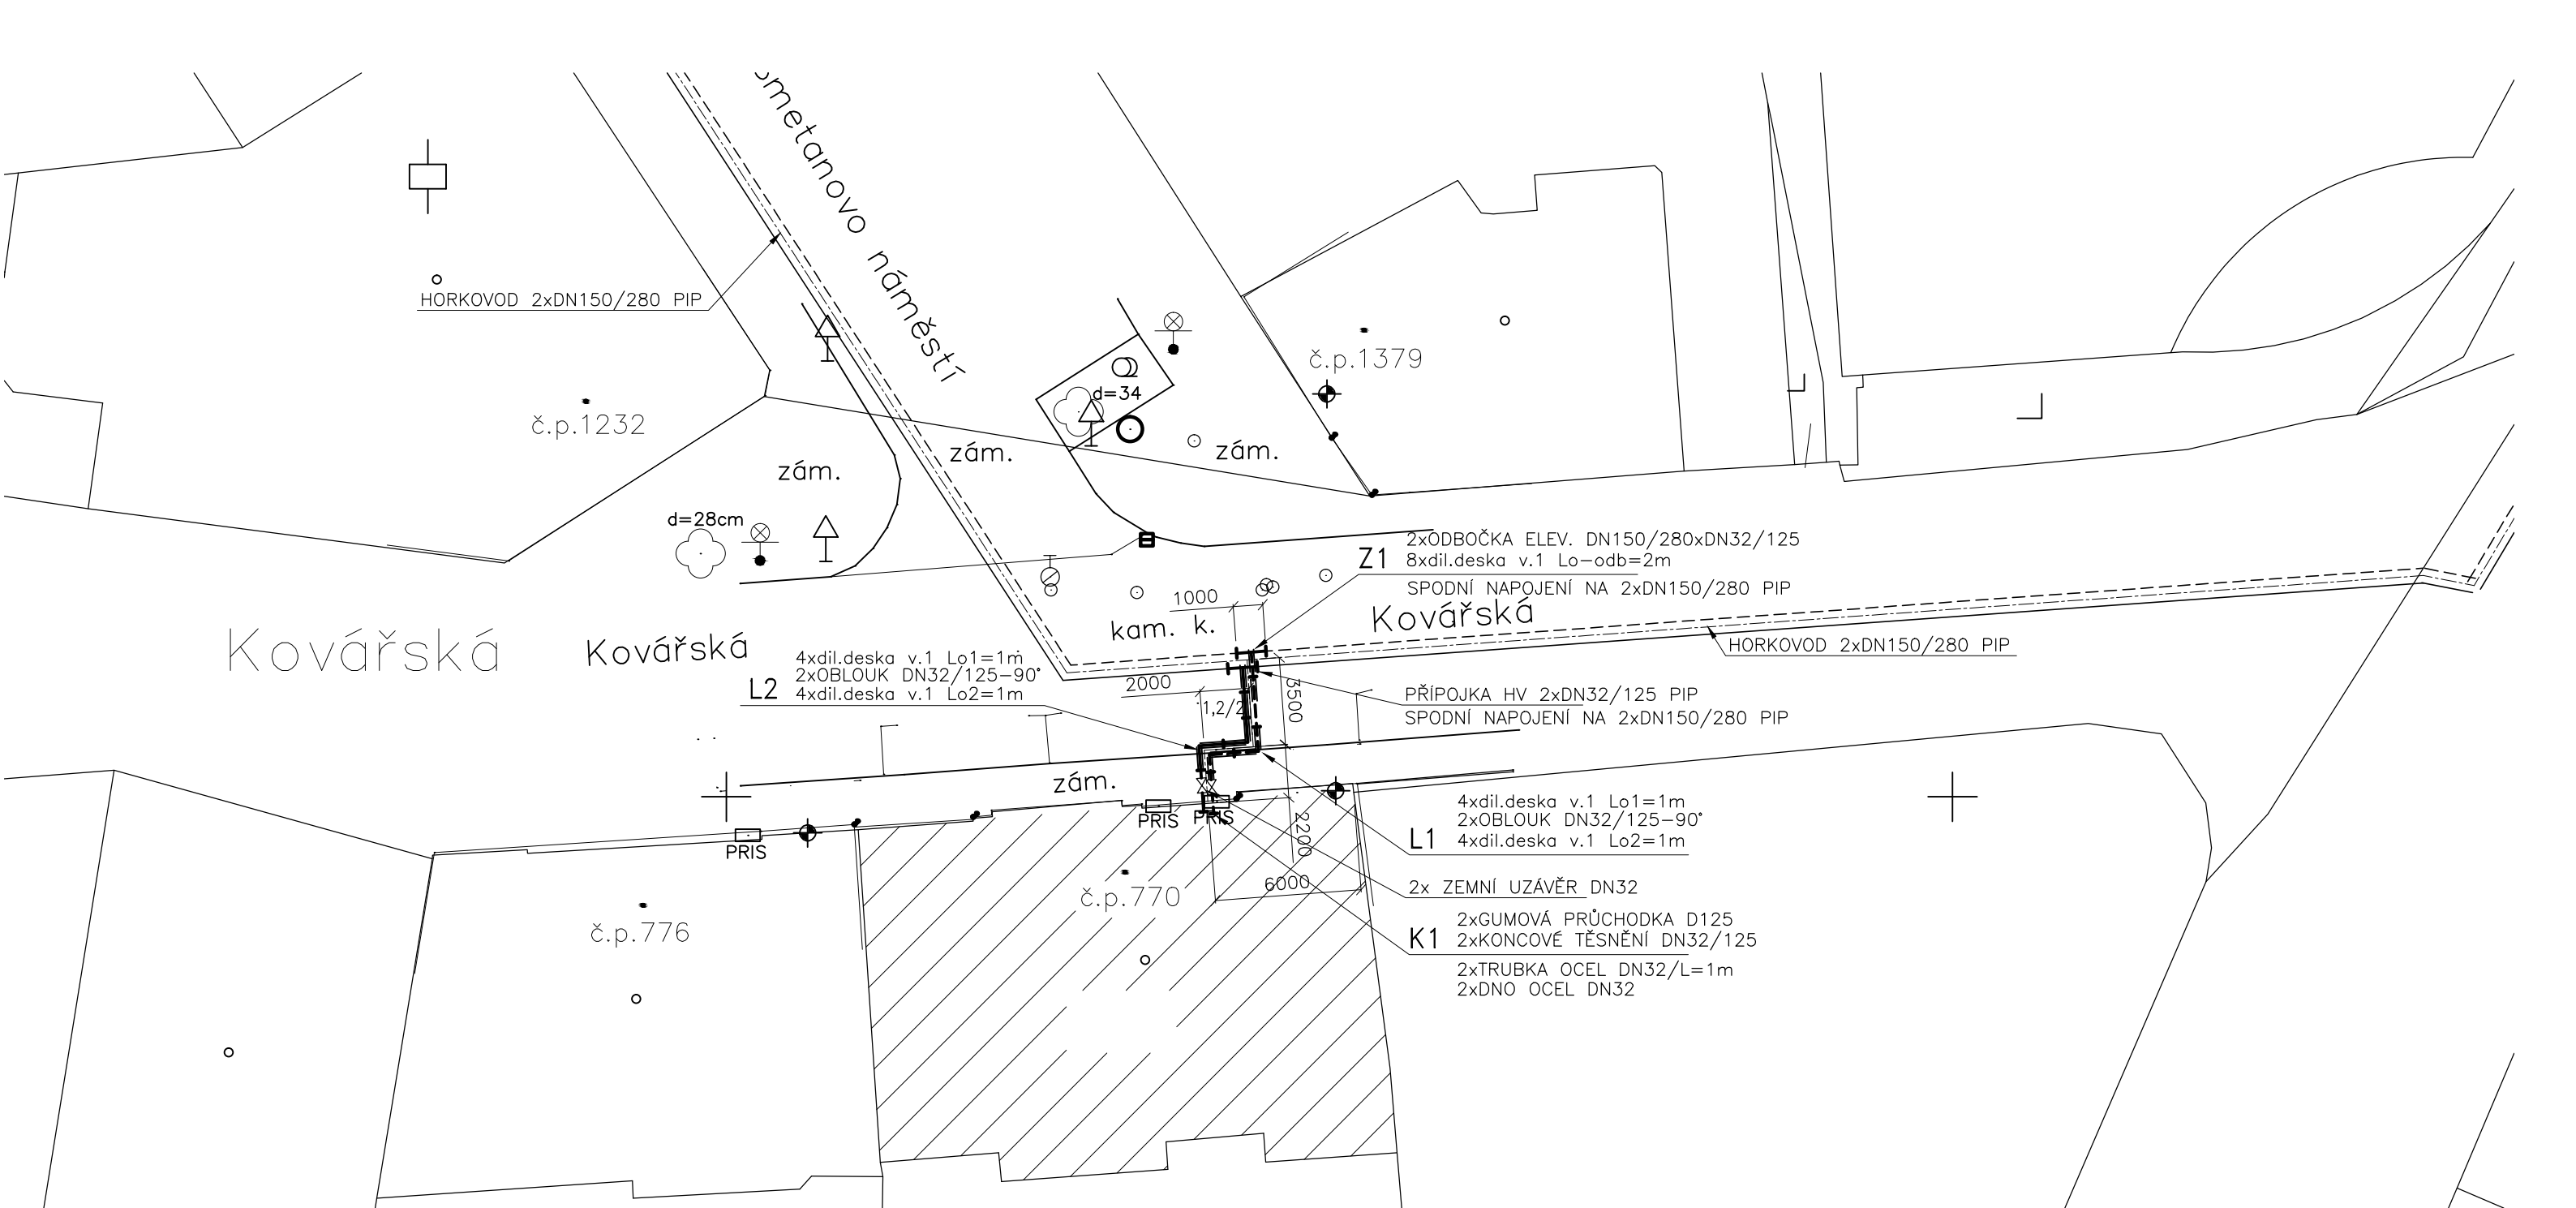 Smetanovo náměstí
HORKOVOD 2xDN150/280 PIP
č.p.1379
d=34
č.p.1232
zám.
zám.
zám.
d=28cm
Z1
2xODBOČKA ELEV. DN150/280xDN32/125
8xdil.deska v.1 Lo-odb=2m
SPODNÍ NAPOJENÍ NA 2xDN150/280 PIP
1000
kam. k.
Kovářská
Kovářská
Kovářská
HORKOVOD 2xDN150/280 PIP
L2
4xdil.deska v.1 Lo1=1m
2xOBLOUK DN32/125-90°
4xdil.deska v.1 Lo2=1m
2000
3500
1,2/2
PŘÍPOJKA HV 2xDN32/125 PIP
SPODNÍ NAPOJENÍ NA 2xDN150/280 PIP
zám.
PRIS
PRIS
PRIS
2200
6000
L1
4xdil.deska v.1 Lo1=1m
2xOBLOUK DN32/125-90°
4xdil.deska v.1 Lo2=1m
2x ZEMNÍ UZÁVĚR DN32
č.p.770
č.p.776
K1
2xGUMOVÁ PRŮCHODKA D125
2xKONCOVÉ TĚSNĚNÍ DN32/125
2xTRUBKA OCEL DN32/L=1m
2xDNO OCEL DN32